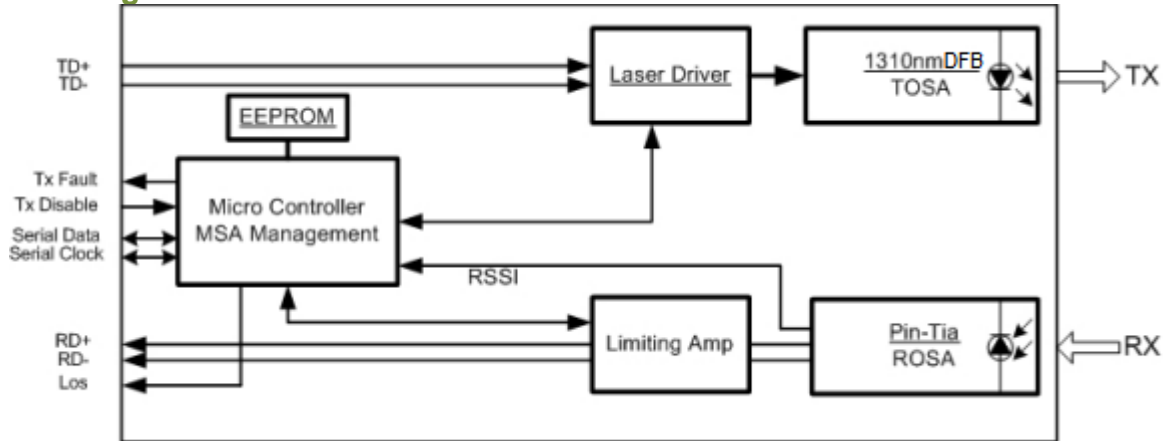 TD+
TD-
Laser Driver
1310nmDFB
TOSA
TX
EEPROM
Tx Fault
Tx Disable
Serial Data
Serial Clock
Micro Controller
MSA Management
RSSI
RD+
RD-
Los
Limiting Amp
Pin-Tia
ROSA
RX